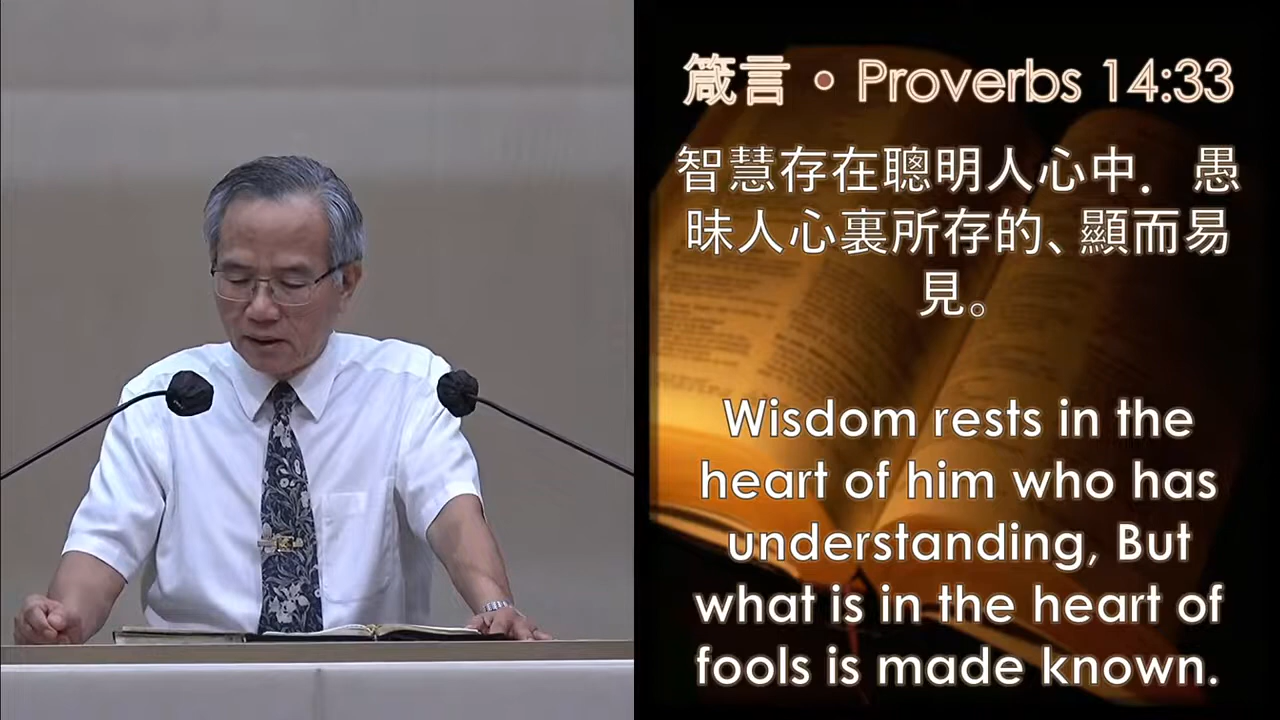 箴言 • Proverbs 14:33
智慧存在聰明人心中． 愚
昧人心裏所存的、顯而易
見。
Wisdom rests in the
heart of him who has
understanding, But
what is in the heart of
fools is made known.